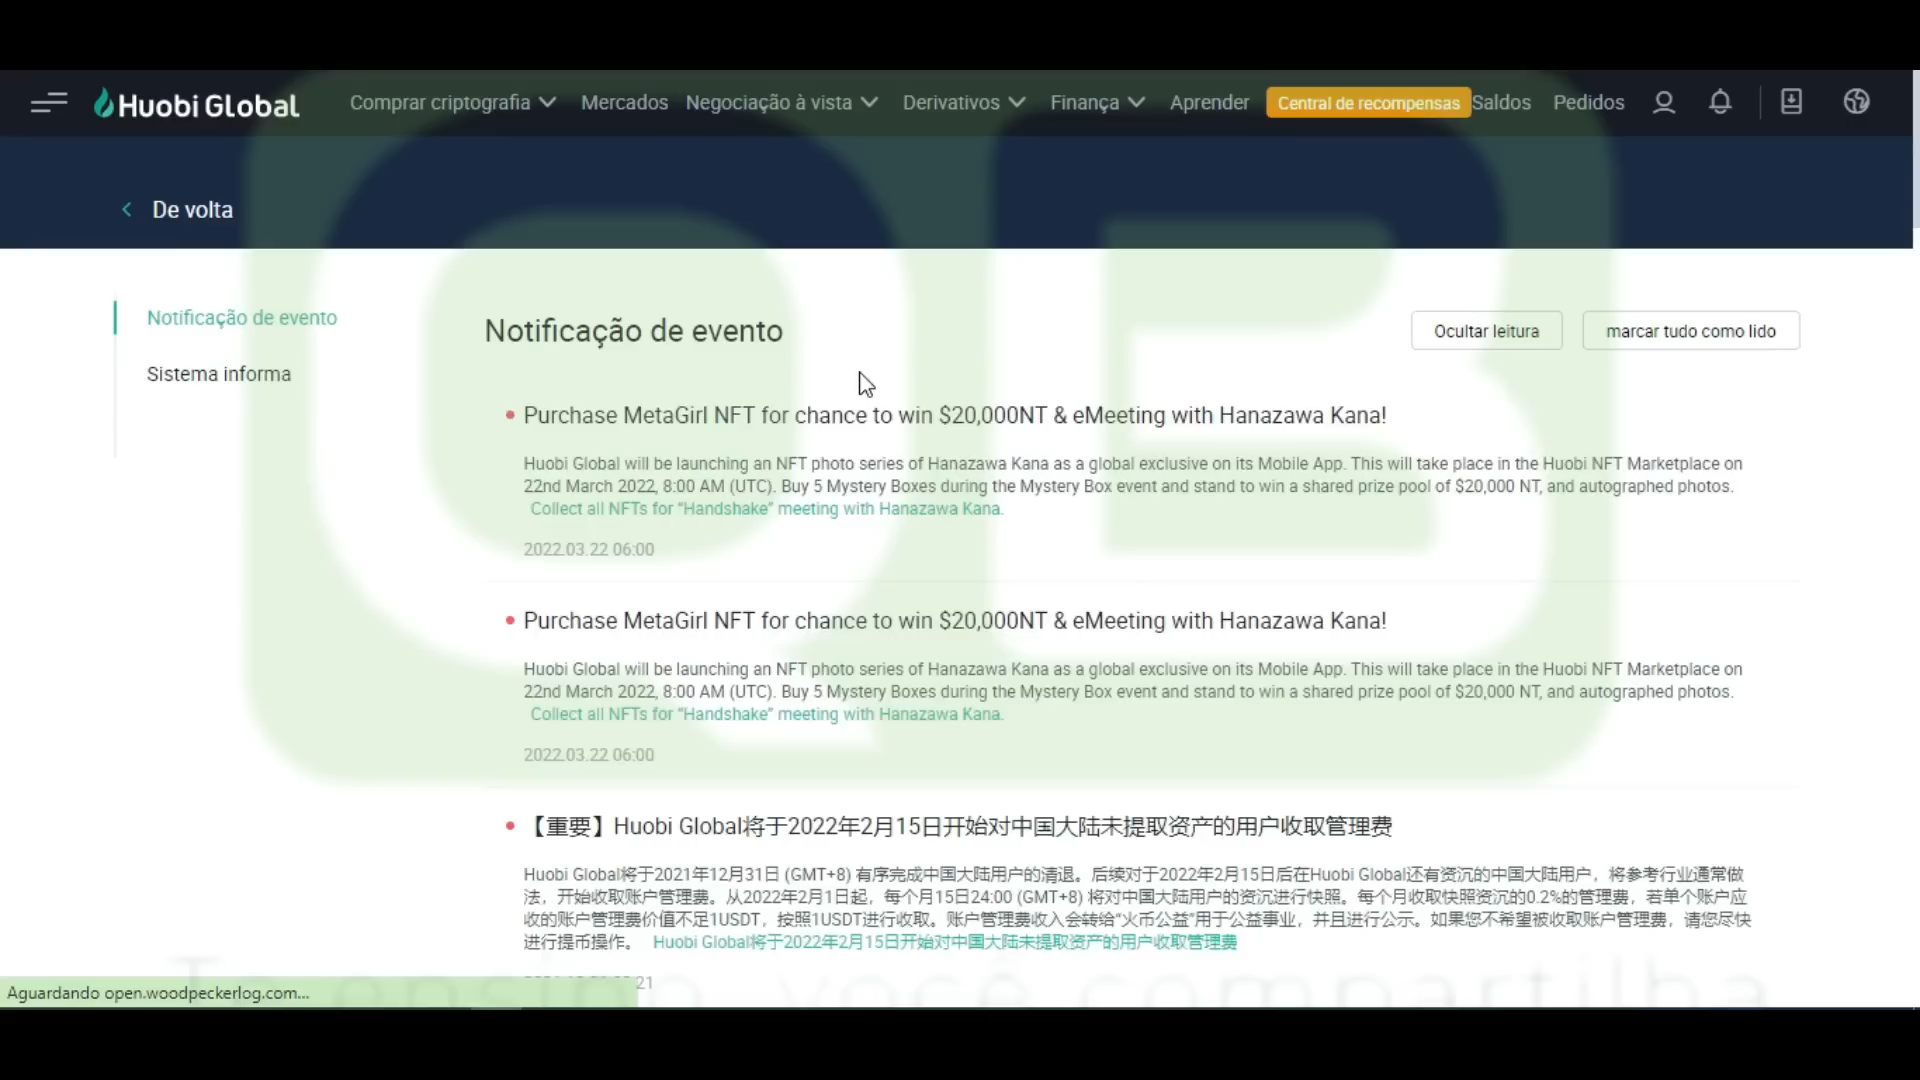 Huobi Global Comprar criptografia Mercados Negociação à vista Derivativos Finança Aprender Central de recompensas Saldos Pedidos
De volta
Notificação de evento
Sistema informa
Notificação de evento
Ocultar leitura
marcar tudo como lido
Purchase MetaGirl NFT for chance to win $20,000NT & eMeeting with Hanazawa Kana!
Huobi Global will be launching an NFT photo series of Hanazawa Kana as a global exclusive on its Mobile App. This will take place in the Huobi NFT Marketplace on
22nd March 2022, 8:00 AM (UTC). Buy 5 Mystery Boxes during the Mystery Box event and stand to win a shared prize pool of $20,000 NT, and autographed photos.
Collect all NFTs for “Handshake” meeting with Hanazawa Kana.
2022.03.22 06:00
Purchase MetaGirl NFT for chance to win $20,000NT & eMeeting with Hanazawa Kana!
Huobi Global will be launching an NFT photo series of Hanazawa Kana as a global exclusive on its Mobile App. This will take place in the Huobi NFT Marketplace on
22nd March 2022, 8:00 AM (UTC). Buy 5 Mystery Boxes during the Mystery Box event and stand to win a shared prize pool of $20,000 NT, and autographed photos.
Collect all NFTs for “Handshake” meeting with Hanazawa Kana.
2022.03.22 06:00
【重要】Huobi Global将于2022年2月15日开始对中国大陆未提取资产的用户收取管理费
Huobi Global将于2021年12月31日 (GMT+8) 有序完成中国大陆用户的清退。后续对于2022年2月15日后在Huobi Global还有资沉的中国大陆用户，将参考行业通常做
法，开始收取账户管理费。从2022年2月1日起，每个月15日24:00 (GMT+8) 将对中国大陆用户的资沉进行快照。每个月收取快照资沉的0.2%的管理费，若单个账户应
收的账户管理费价值不足1USDT，按照1USDT进行收取。账户管理费收入会转给“火币公益”用于公益事业，并且进行公示。如果您不希望被收取账户管理费，请您尽快
进行提币操作。 Huobi Global将于2022年2月15日开始对中国大陆未提取资产的用户收取管理费
Aguardando open.woodpeckerlog.com...
você compartilha